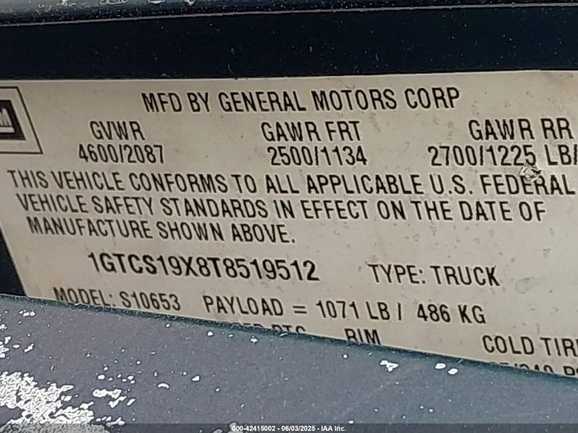 MFD BY GENERAL MOTORS CORP
GVWR GAWR FRT GAWR RR
4600/2087 2500/1134 2700/1225 LB/
THIS VEHICLE CONFORMS TO ALL APPLICABLE U.S. FEDERAL
VEHICLE SAFETY STANDARDS IN EFFECT ON THE DATE OF
MANUFACTURE SHOWN ABOVE.
1GTCS19X8T8519512 TYPE: TRUCK
MODEL: S10653 PAYLOAD = 1071 LB / 486 KG
RIM COLD TIRE
000-42415002 - 06/03/2025 - IAA Inc.